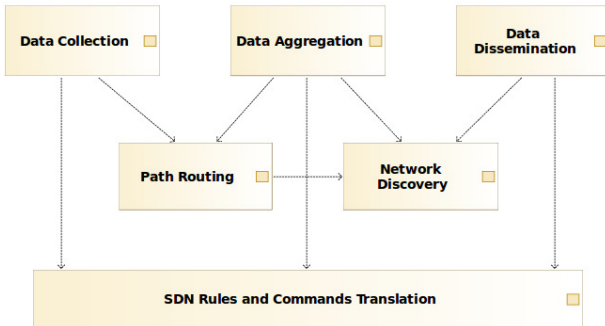 Data Collection
Data Aggregation
Data
Dissemination
Path Routing
Network
Discovery
SDN Rules and Commands Translation